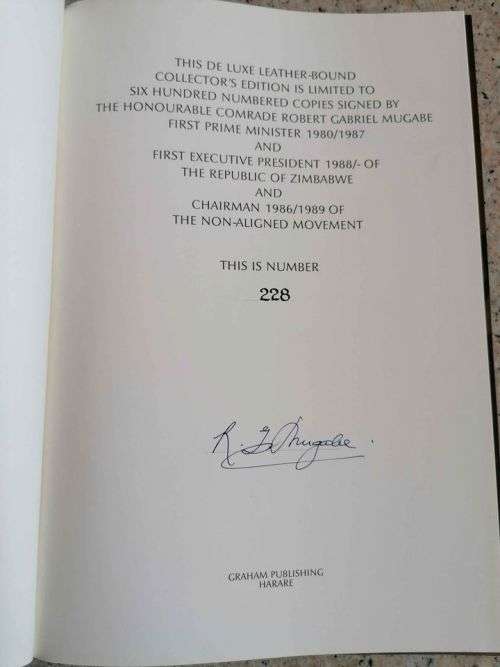 THIS DE LUXE LEATHER-BOUND
COLLECTOR'S EDITION IS LIMITED TO
SIX HUNDRED NUMBERED COPIES SIGNED BY
THE HONOURABLE COMRADE ROBERT GABRIEL MUGABE
FIRST PRIME MINISTER 1980/1987
AND
FIRST EXECUTIVE PRESIDENT 1988/- OF
THE REPUBLIC OF ZIMBABWE
AND
CHAIRMAN 1986/1989 OF
THE NON-ALIGNED MOVEMENT
THIS IS NUMBER
228
R. G. Mugabe.
GRAHAM PUBLISHING
HARARE